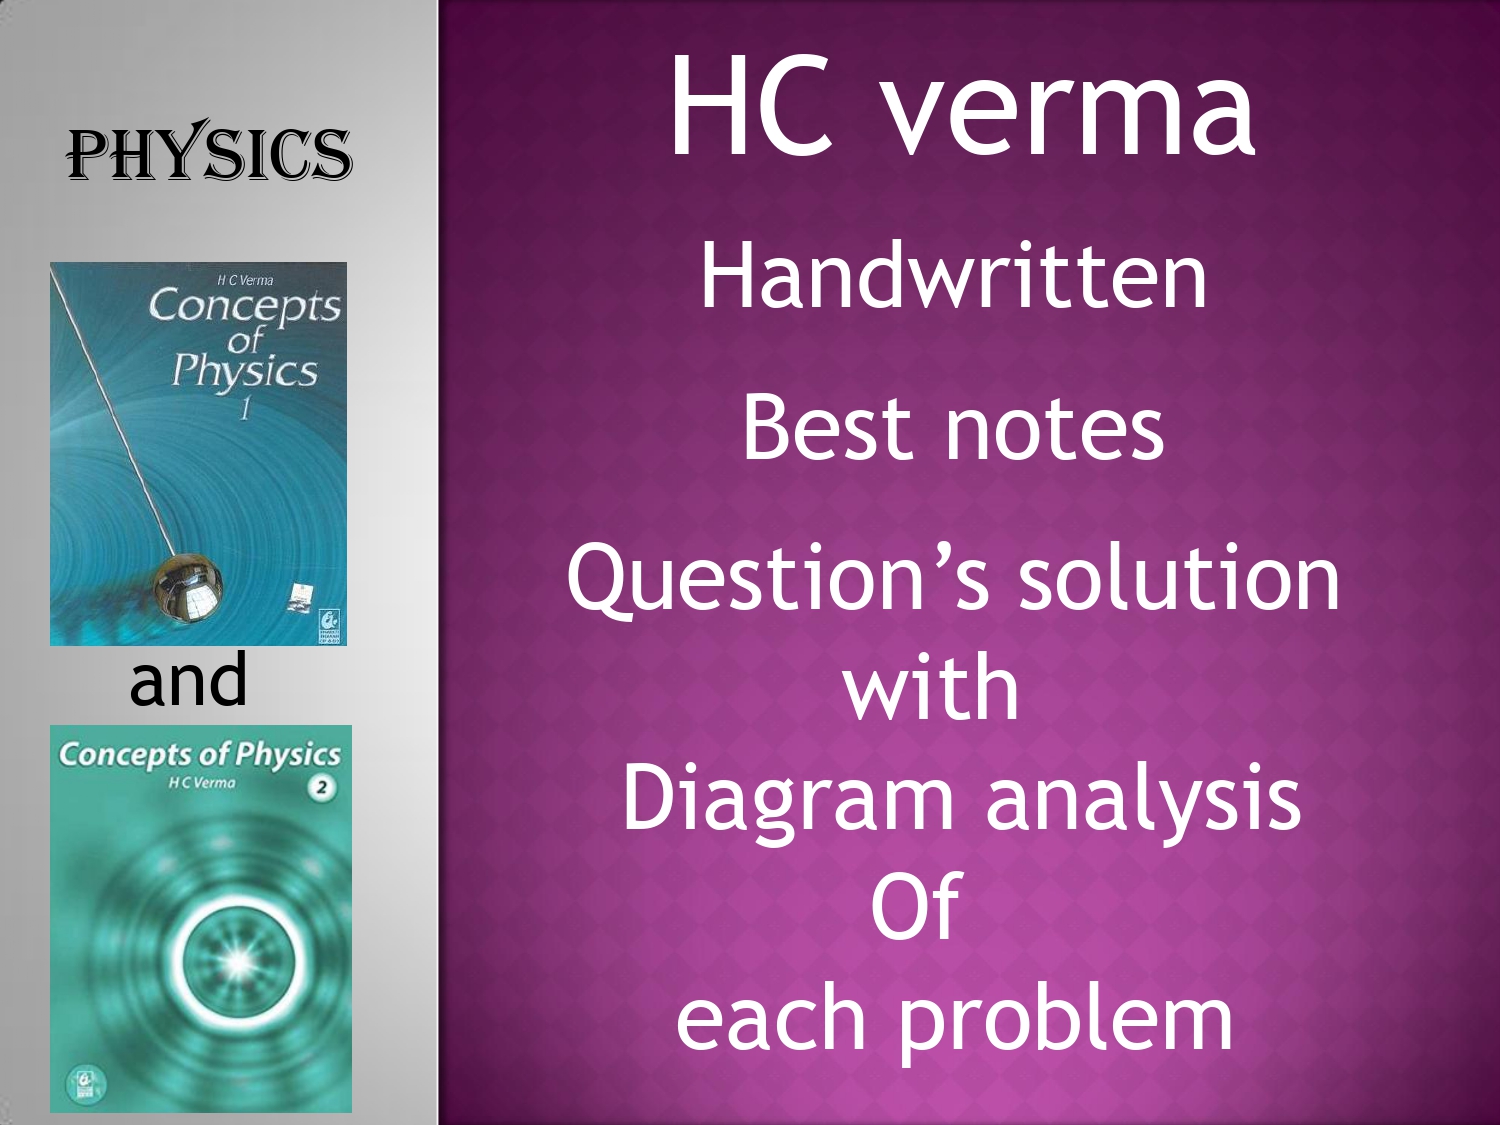 PHYSICS
H C Verma
Concepts
of
Physics
1
and
Concepts of Physics
H C Verma
2
HC verma
Handwritten
Best notes
Question’s solution
with
Diagram analysis
Of
each problem